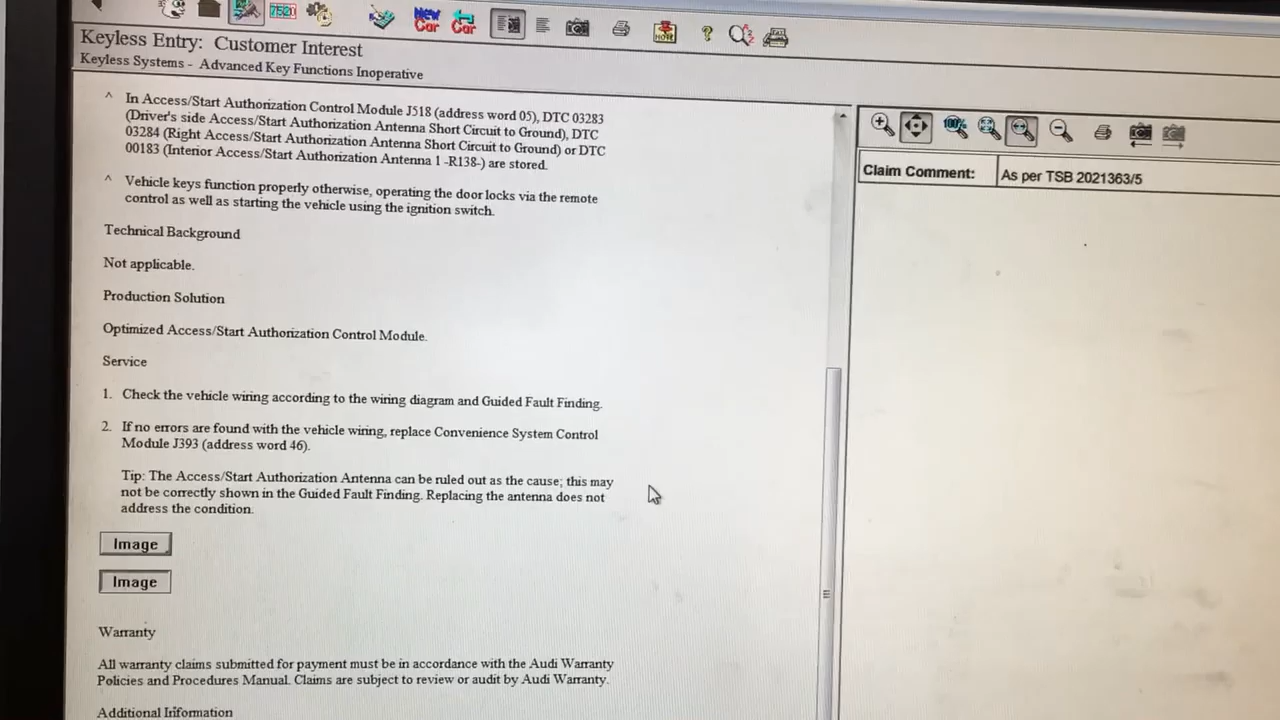 New
Car
Car
NOTE
?
Keyless Entry: Customer Interest
Keyless Systems - Advanced Key Functions Inoperative
^ In Access/Start Authorization Control Module J518 (address word 05), DTC 03283
(Driver's side Access/Start Authorization Antenna Short Circuit to Ground), DTC
03284 (Right Access/Start Authorization Antenna Short Circuit to Ground) or DTC
00183 (Interior Access/Start Authorization Antenna 1 -R138-) are stored.
^ Vehicle keys function properly otherwise, operating the door locks via the remote
control as well as starting the vehicle using the ignition switch.
Technical Background
Not applicable.
Production Solution
Optimized Access/Start Authorization Control Module.
Service
1. Check the vehicle wiring according to the wiring diagram and Guided Fault Finding.
2. If no errors are found with the vehicle wiring, replace Convenience System Control
Module J393 (address word 46).
Tip: The Access/Start Authorization Antenna can be ruled out as the cause; this may
not be correctly shown in the Guided Fault Finding. Replacing the antenna does not
address the condition.
Image
Image
Warranty
All warranty claims submitted for payment must be in accordance with the Audi Warranty
Policies and Procedures Manual. Claims are subject to review or audit by Audi Warranty.
Additional Information
100%
Claim Comment: As per TSB 2021363/5